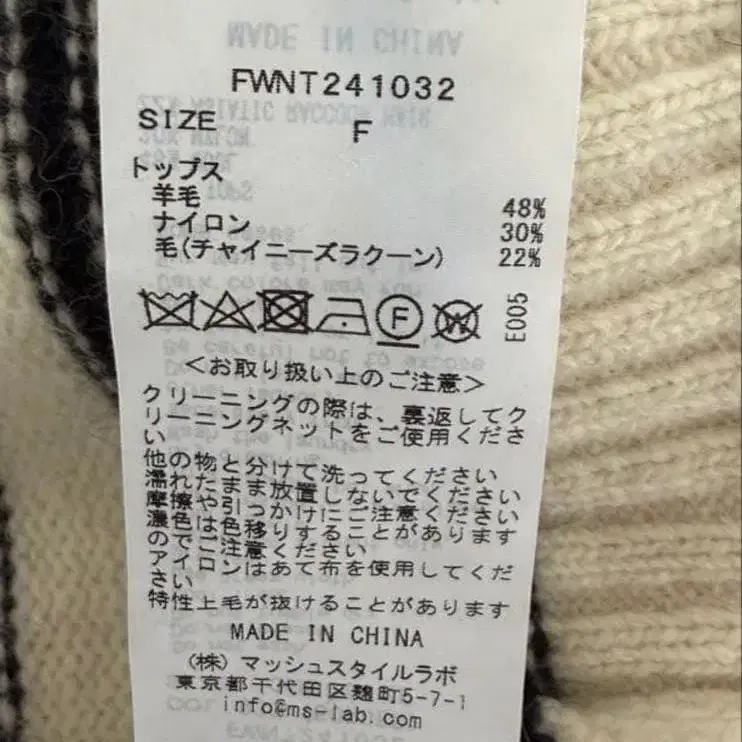 MADE IN CHINA
FWNT241032
SIZE F
トップス
羊毛 48%
ナイロン 30%
毛(チャイニーズラクーン) 22%
F W E005
<お取り扱い上のご注意>
クリーニングの際は、裏返してク
リーニングネットをご使用くださ
い
他の物と分けて洗ってください
濡れたまま放置しないでください
摩擦や引っかけにご注意ください
濃色は色移りすることがあります
のでご注意ください
アイロンはあて布を使用してくだ
さい
特性上毛が抜けることがあります
MADE IN CHINA
(株) マッシュスタイルラボ
東京都千代田区麹町5-7-1
info@ms-lab.com